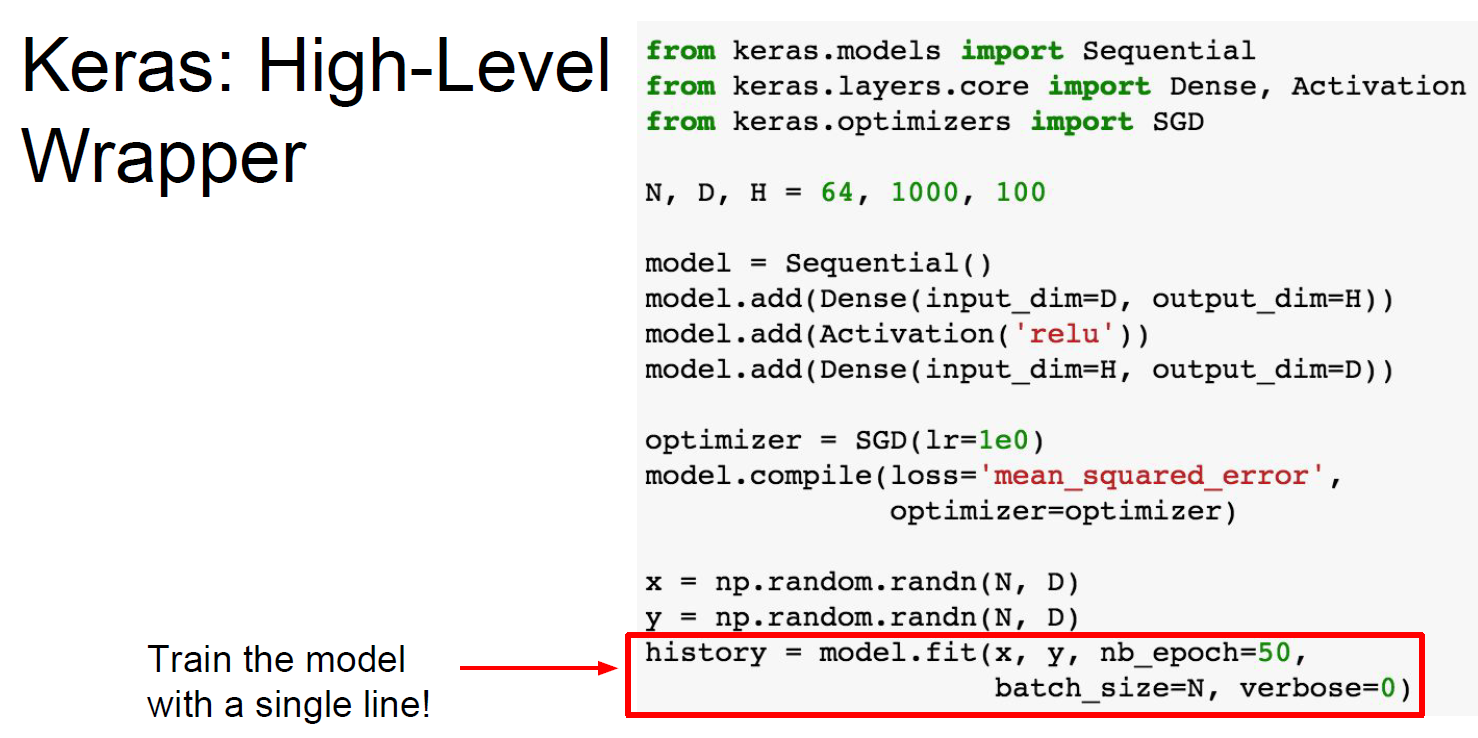 Keras: High-Level
Wrapper
from keras.models import Sequential
from keras.layers.core import Dense, Activation
from keras.optimizers import SGD
N, D, H = 64, 1000, 100
model = Sequential()
model.add(Dense(input_dim=D, output_dim=H))
model.add(Activation('relu'))
model.add(Dense(input_dim=H, output_dim=D))
optimizer = SGD(lr=1e0)
model.compile(loss='mean_squared_error',
optimizer=optimizer)
x = np.random.randn(N, D)
y = np.random.randn(N, D)
history = model.fit(x, y, nb_epoch=50,
batch_size=N, verbose=0)
Train the model
with a single line!